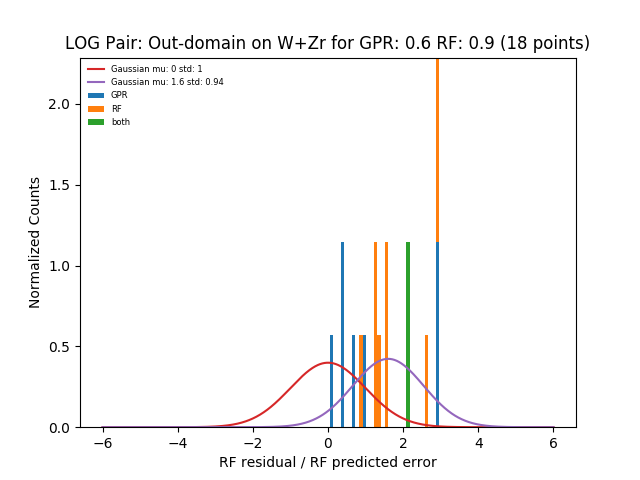 LOG Pair: Out-domain on W+Zr for GPR: 0.6 RF: 0.9 (18 points)
Gaussian mu: 0 std: 1
Gaussian mu: 1.6 std: 0.94
GPR
RF
both
2.0
1.5
1.0
0.5
0.0
Normalized Counts
−6 −4 −2 0 2 4 6
RF residual / RF predicted error